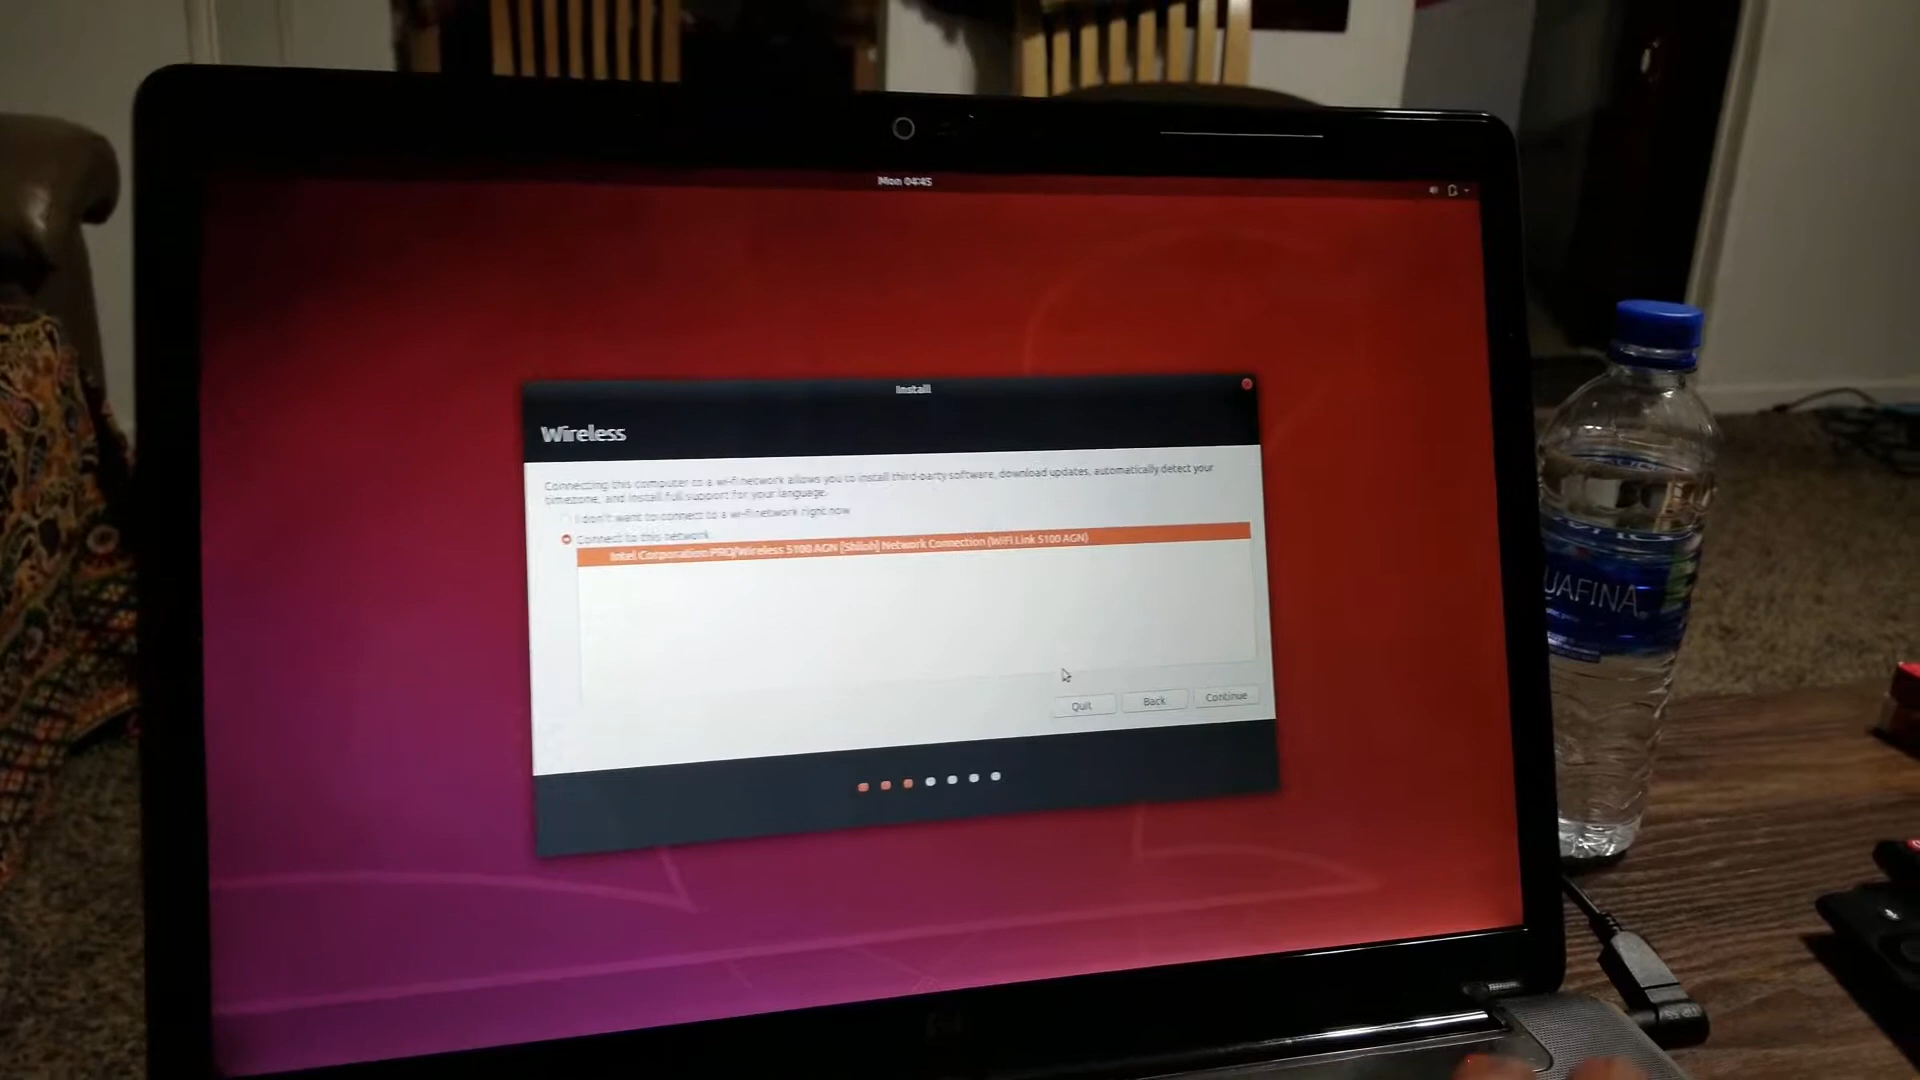 Mon 04:45
Install
Wireless
Connecting this computer to a wi-fi network allows you to install third-party software, download updates, automatically detect your
timezone, and install full support for your language.
I don't want to connect to a wi-fi network right now
Connect to this network
Intel Corporation PRO/Wireless 5100 AGN [Shiloh] Network Connection (WiFi Link 5100 AGN)
Quit
Back
Continue
UAFINA